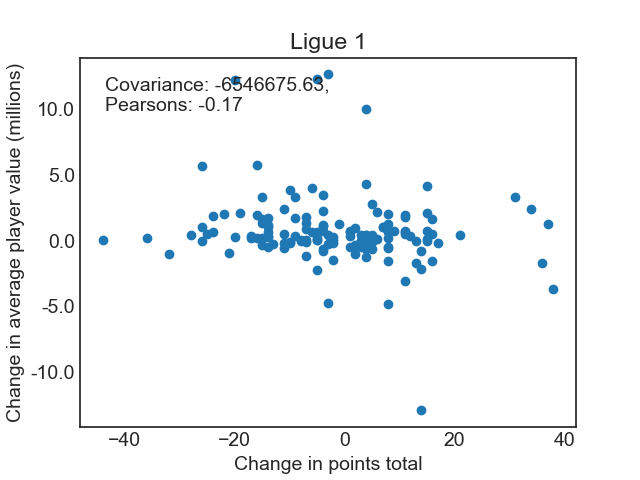 Ligue 1
Covariance: -6546675.63,
Pearsons: -0.17
Change in average player value (millions)
10.0
5.0
0.0
-5.0
-10.0
−40
−20
0
20
40
Change in points total